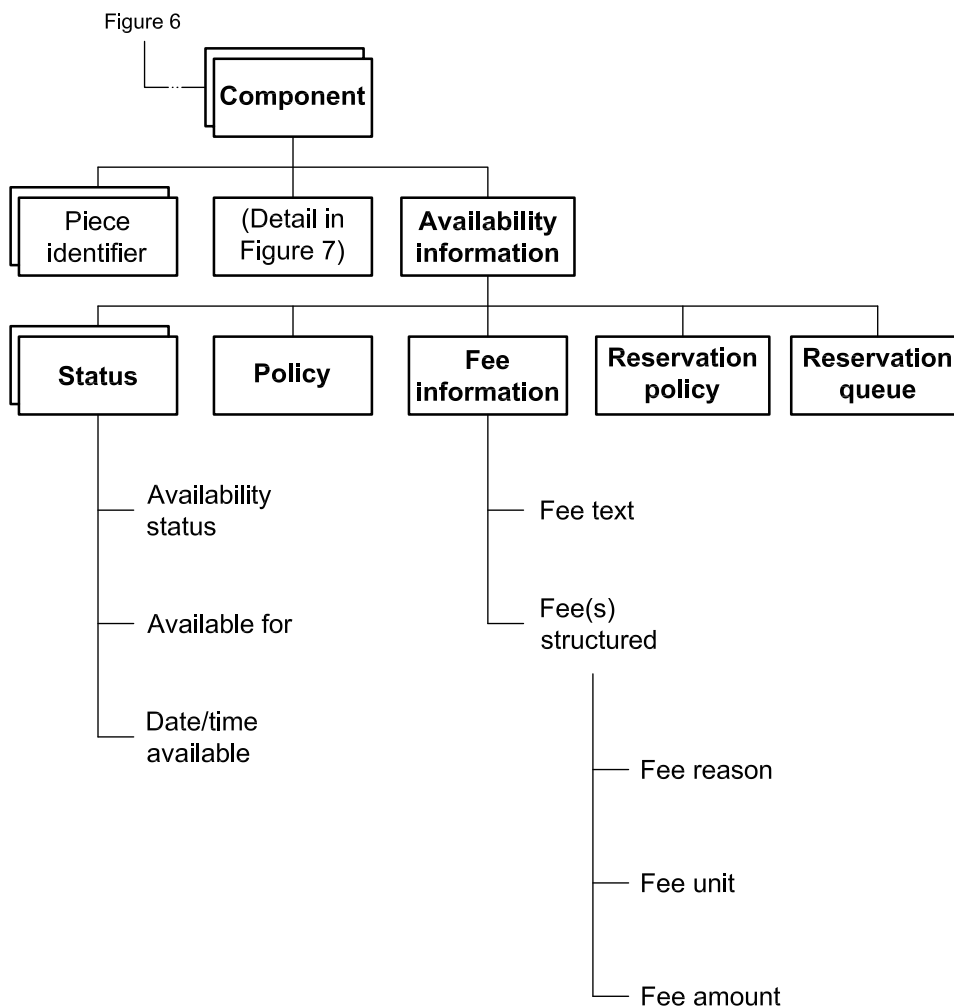 Figure 6
Component
Piece
identifier
(Detail in
Figure 7)
Availability
information
Status
Policy
Fee
information
Reservation
policy
Reservation
queue
Availability
status
Available for
Date/time
available
Fee text
Fee(s)
structured
Fee reason
Fee unit
Fee amount